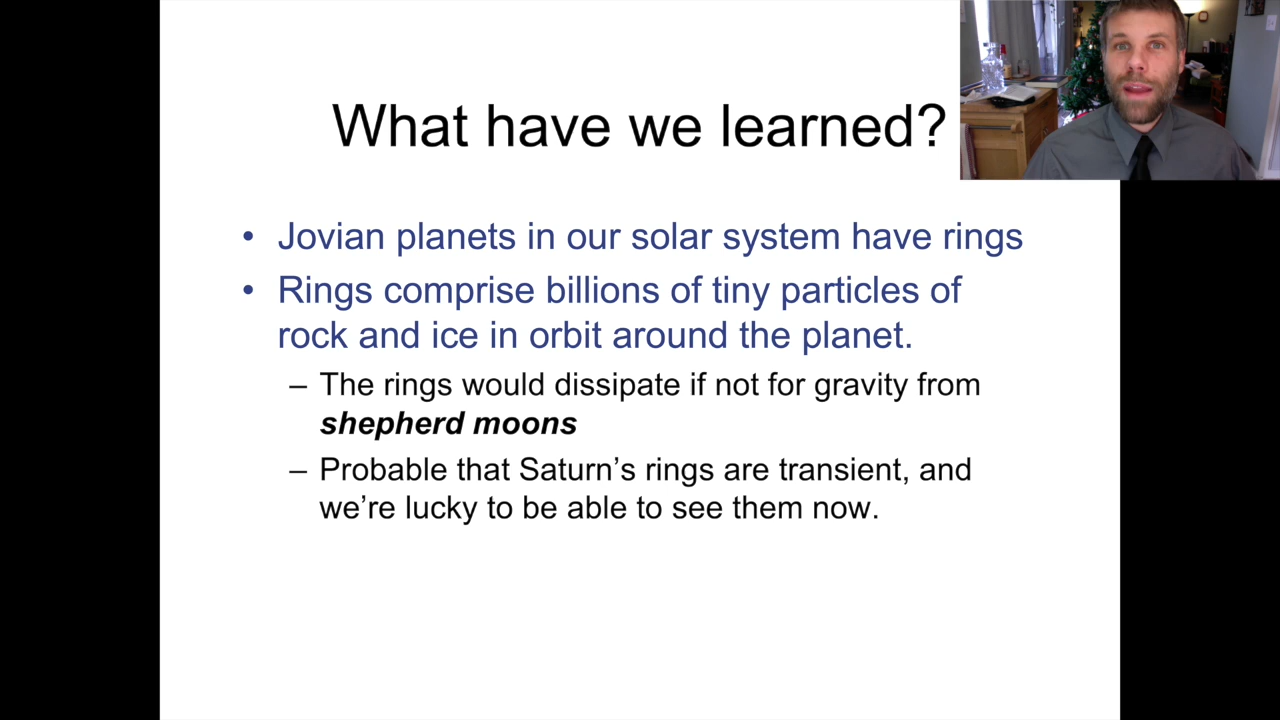 What have we learned?
• Jovian planets in our solar system have rings
• Rings comprise billions of tiny particles of
rock and ice in orbit around the planet.
– The rings would dissipate if not for gravity from
shepherd moons
– Probable that Saturn’s rings are transient, and
we’re lucky to be able to see them now.